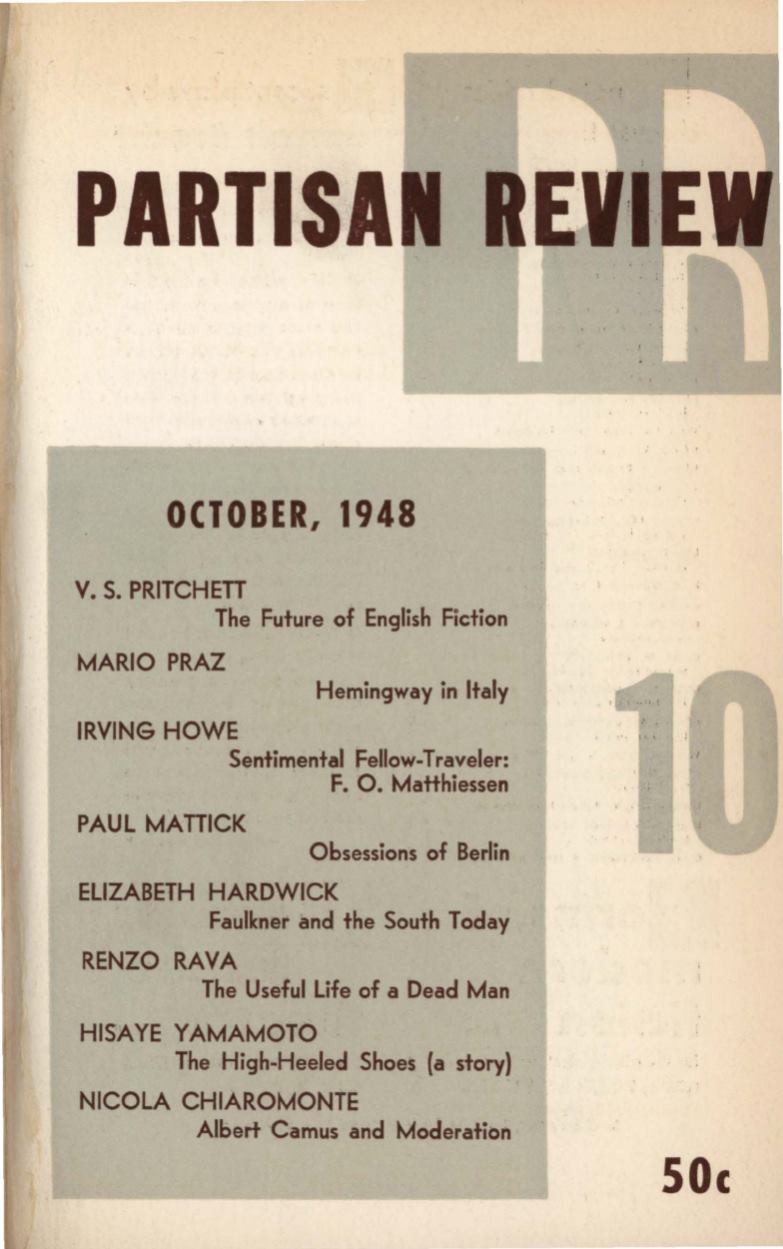 PR
PARTISAN REVIEW
OCTOBER, 1948
V. S. PRITCHETT
The Future of English Fiction
MARIO PRAZ
Hemingway in Italy
IRVING HOWE
Sentimental Fellow-Traveler:
F. O. Matthiessen
PAUL MATTICK
Obsessions of Berlin
ELIZABETH HARDWICK
Faulkner and the South Today
RENZO RAVA
The Useful Life of a Dead Man
HISAYE YAMAMOTO
The High-Heeled Shoes (a story)
NICOLA CHIAROMONTE
Albert Camus and Moderation
10
50c